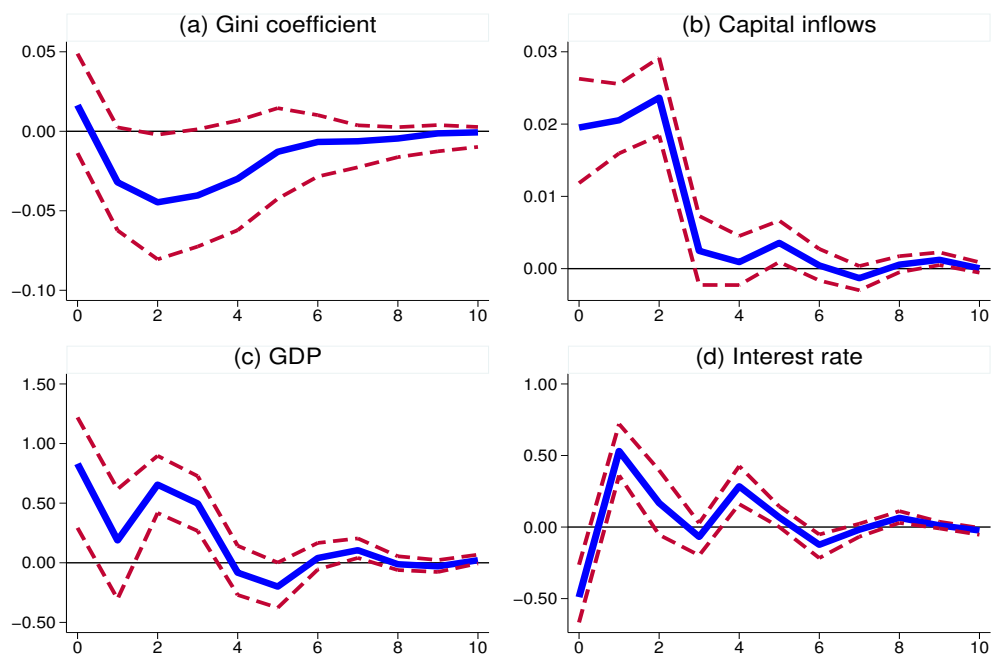 (a) Gini coefficient
0.05
0.00
−0.05
−0.10
0 2 4 6 8 10
(b) Capital inflows
0.03
0.02
0.01
0.00
0 2 4 6 8 10
(c) GDP
1.50
1.00
0.50
0.00
−0.50
0 2 4 6 8 10
(d) Interest rate
1.00
0.50
0.00
−0.50
0 2 4 6 8 10